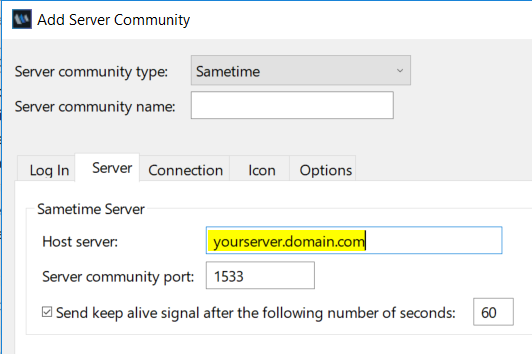 Add Server Community
Server community type: Sametime
Server community name:
Log In Server Connection Icon Options
Sametime Server
Host server: yourserver.domain.com
Server community port: 1533
Send keep alive signal after the following number of seconds: 60